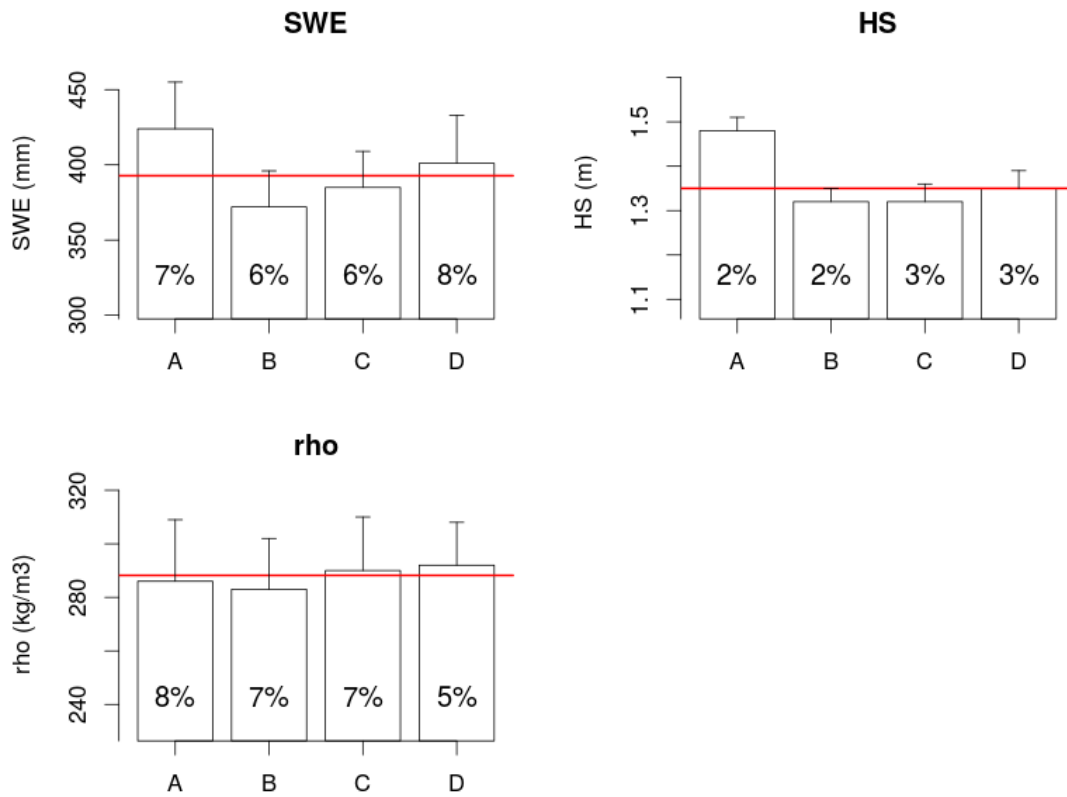 SWE
SWE (mm)
450
400
350
300
7% 6% 6% 8%
A B C D
HS
HS (m)
1.5
1.3
1.1
2% 2% 3% 3%
A B C D
rho
rho (kg/m3)
320
280
240
8% 7% 7% 5%
A B C D